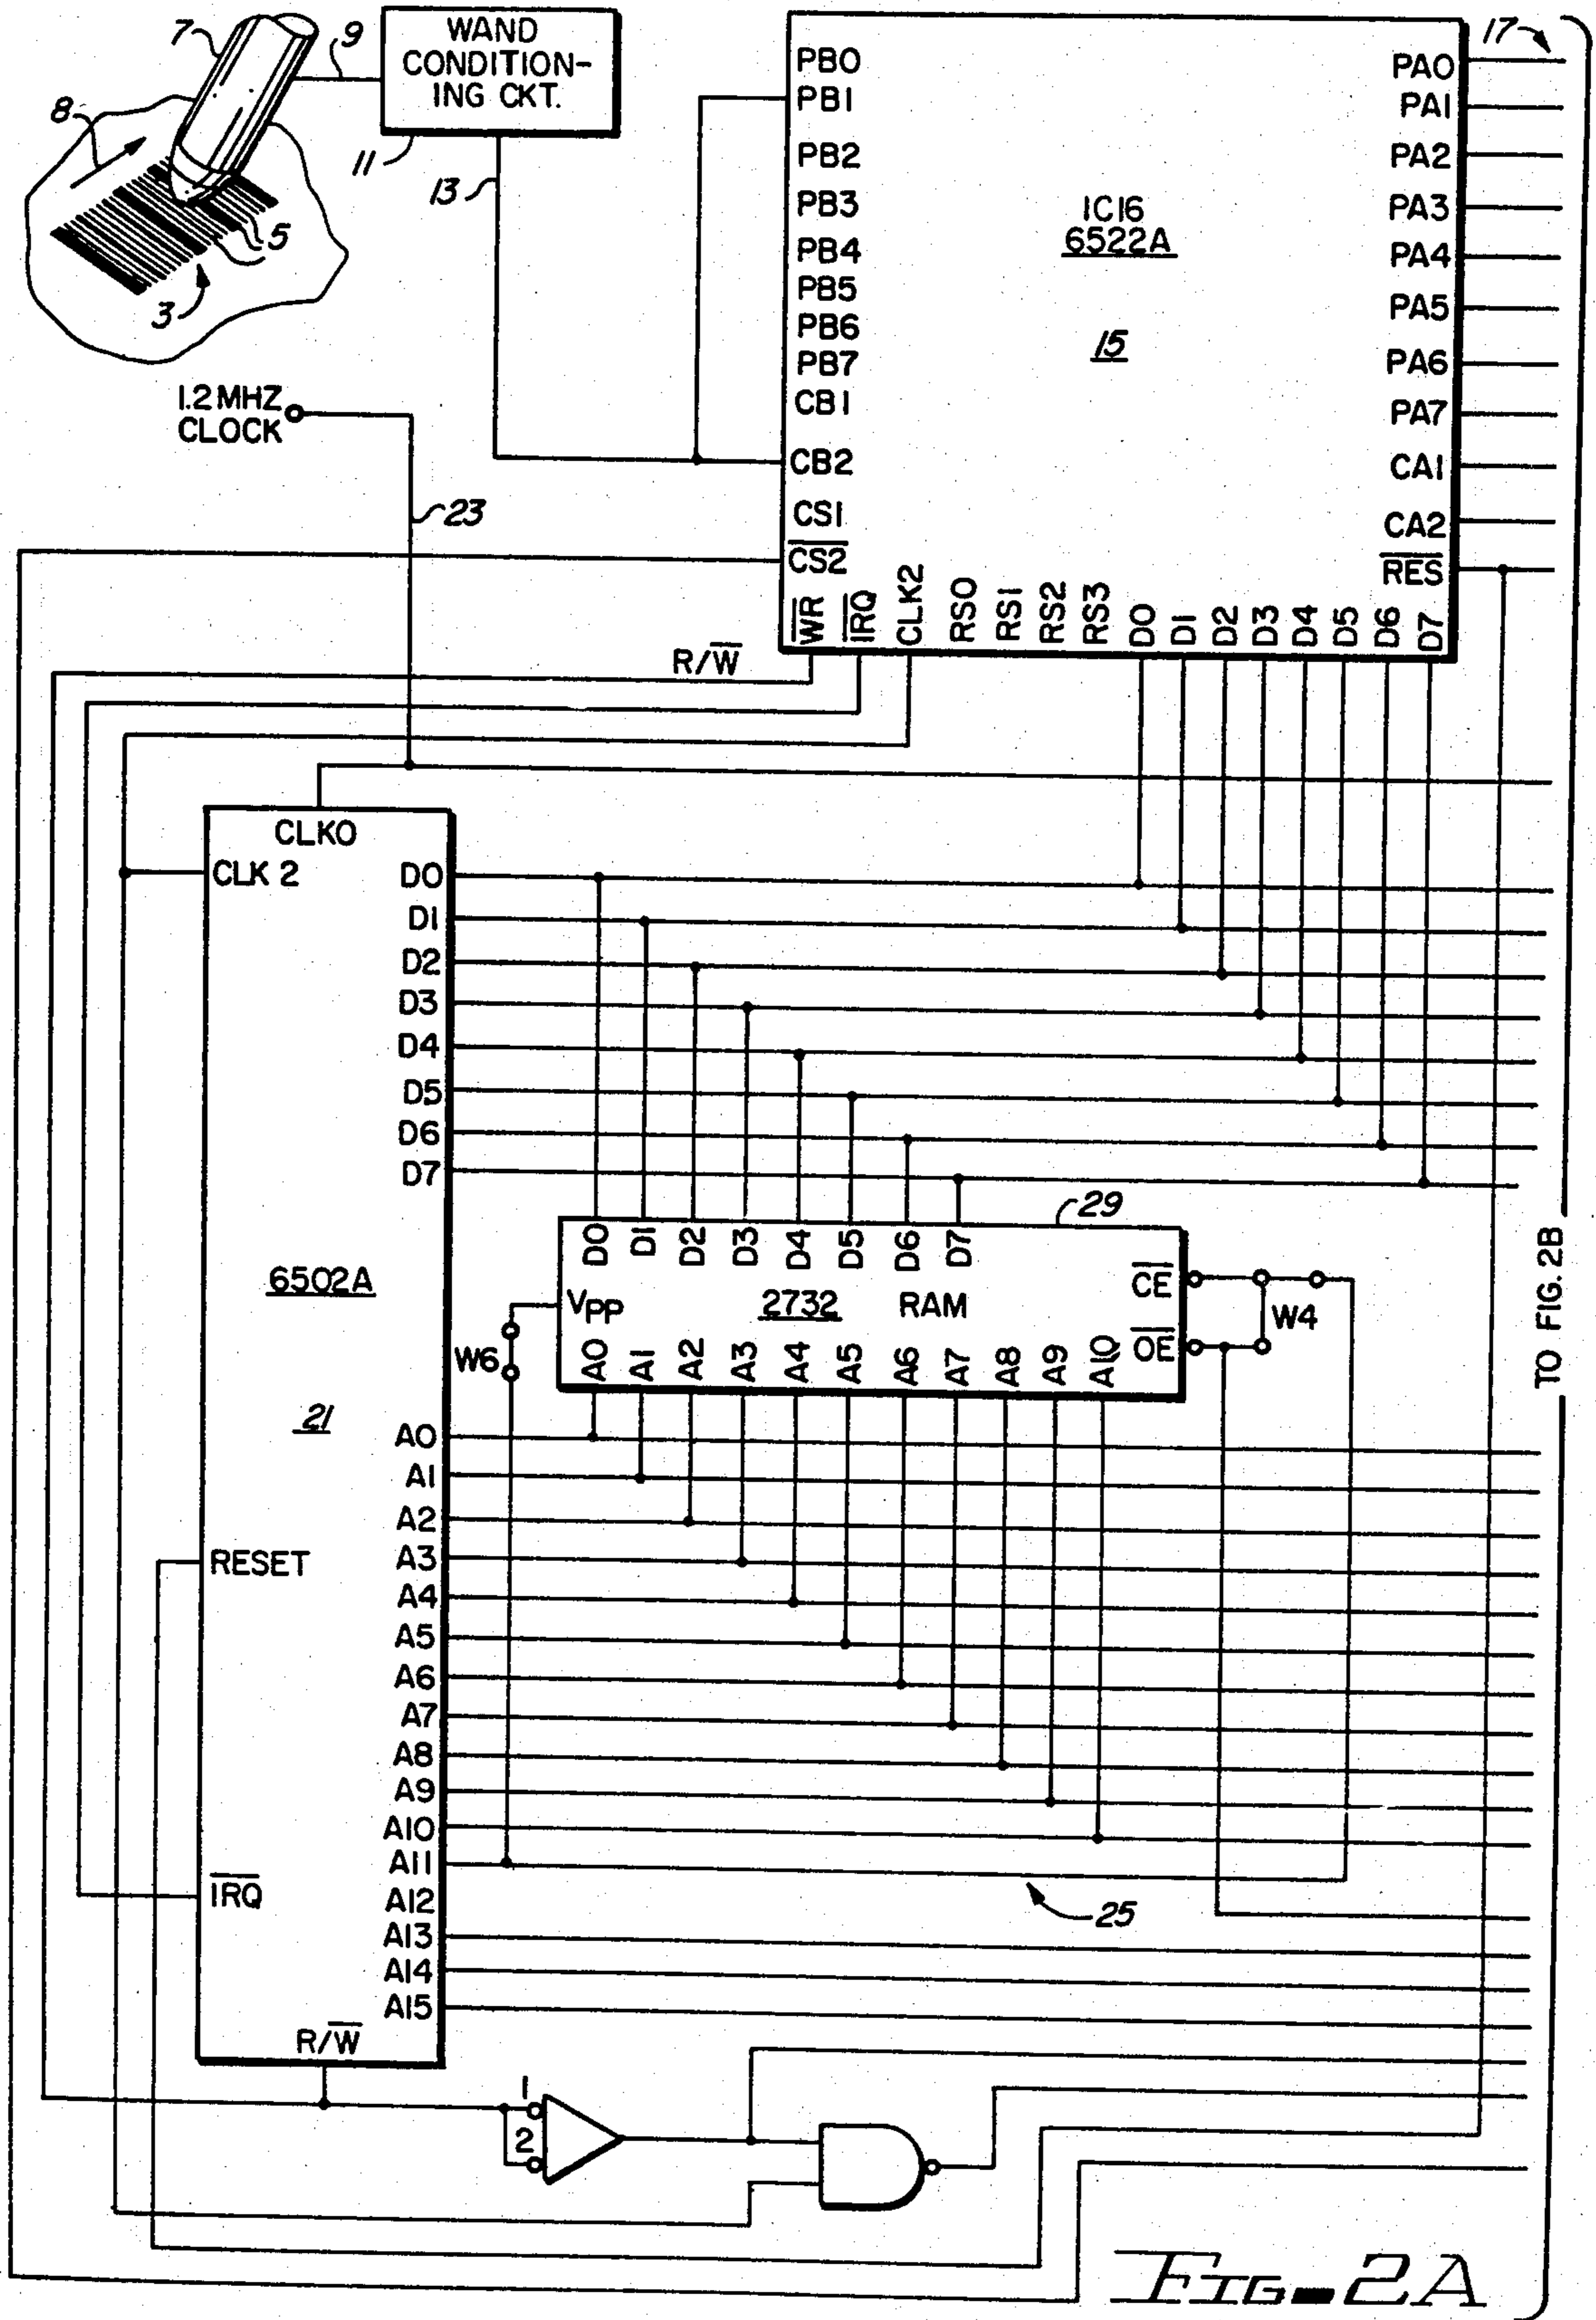 7
9
8
5
3
WAND
CONDITION-
ING CKT.
11
13
1.2 MHZ
CLOCK
23
PB0
PB1
PB2
PB3
PB4
PB5
PB6
PB7
CB1
CB2
CS1
CS2
IC16
6522A
15
17
PA0
PA1
PA2
PA3
PA4
PA5
PA6
PA7
CA1
CA2
RES
WR IRQ CLK2 RS0 RS1 RS2 RS3 D0 D1 D2 D3 D4 D5 D6 D7
R/W
CLK0
CLK 2
D0
D1
D2
D3
D4
D5
D6
D7
6502A
21
RESET
IRQ
R/W
A0
A1
A2
A3
A4
A5
A6
A7
A8
A9
A10
A11
A12
A13
A14
A15
29
D0 D1 D2 D3 D4 D5 D6 D7
VPP 2732 RAM
CE
OE
W4
W6
A0 A1 A2 A3 A4 A5 A6 A7 A8 A9 A10
25
1
2
TO FIG. 2B
FIG-2A